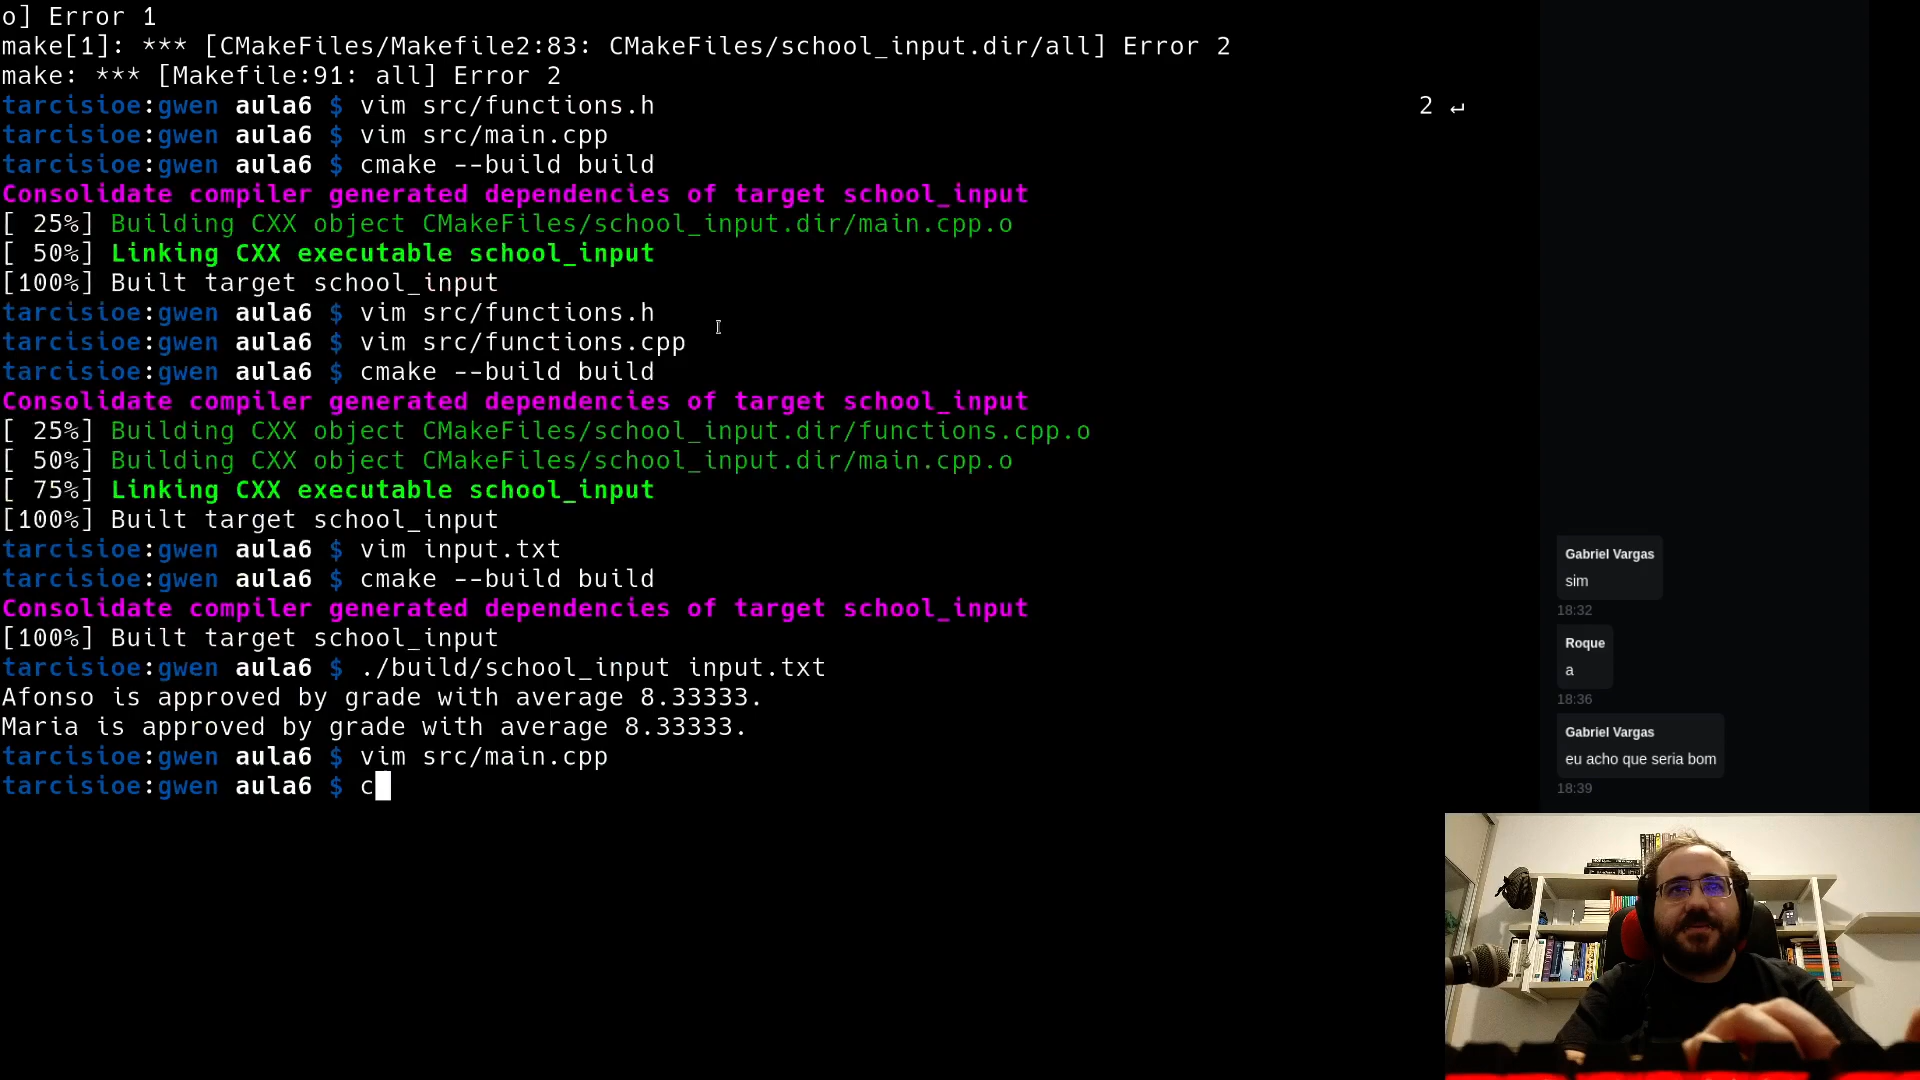 o] Error 1
make[1]: *** [CMakeFiles/Makefile2:83: CMakeFiles/school_input.dir/all] Error 2
make: *** [Makefile:91: all] Error 2
tarcisioe:gwen aula6 $ vim src/functions.h 2 ↵
tarcisioe:gwen aula6 $ vim src/main.cpp
tarcisioe:gwen aula6 $ cmake --build build
Consolidate compiler generated dependencies of target school_input
[ 25%] Building CXX object CMakeFiles/school_input.dir/main.cpp.o
[ 50%] Linking CXX executable school_input
[100%] Built target school_input
tarcisioe:gwen aula6 $ vim src/functions.h
tarcisioe:gwen aula6 $ vim src/functions.cpp
tarcisioe:gwen aula6 $ cmake --build build
Consolidate compiler generated dependencies of target school_input
[ 25%] Building CXX object CMakeFiles/school_input.dir/functions.cpp.o
[ 50%] Building CXX object CMakeFiles/school_input.dir/main.cpp.o
[ 75%] Linking CXX executable school_input
[100%] Built target school_input
tarcisioe:gwen aula6 $ vim input.txt
tarcisioe:gwen aula6 $ cmake --build build
Consolidate compiler generated dependencies of target school_input
[100%] Built target school_input
tarcisioe:gwen aula6 $ ./build/school_input input.txt
Afonso is approved by grade with average 8.33333.
Maria is approved by grade with average 8.33333.
tarcisioe:gwen aula6 $ vim src/main.cpp
tarcisioe:gwen aula6 $ c
Gabriel Vargas
sim
18:32
Roque
a
18:36
Gabriel Vargas
eu acho que seria bom
18:39